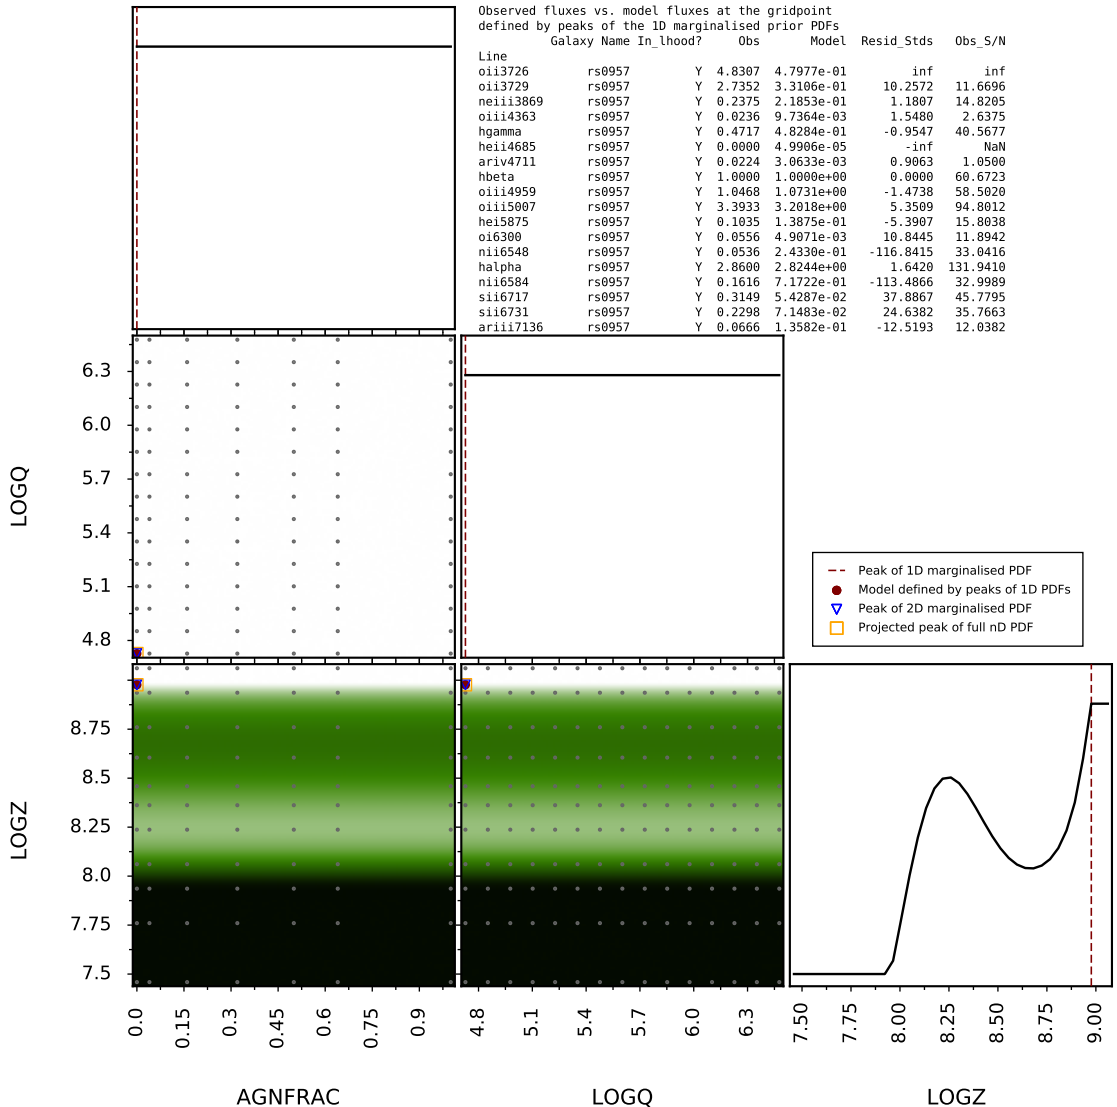 Observed fluxes vs. model fluxes at the gridpoint
defined by peaks of the 1D marginalised prior PDFs
Galaxy Name In_lhood? Obs Model Resid_Stds Obs_S/N
Line
oii3726 rs0957 Y 4.8307 4.7977e-01 inf inf
oii3729 rs0957 Y 2.7352 3.3106e-01 10.2572 11.6696
neiii3869 rs0957 Y 0.2375 2.1853e-01 1.1807 14.8205
oiii4363 rs0957 Y 0.0236 9.7364e-03 1.5480 2.6375
hgamma rs0957 Y 0.4717 4.8284e-01 -0.9547 40.5677
heii4685 rs0957 Y 0.0000 4.9906e-05 -inf NaN
ariv4711 rs0957 Y 0.0224 3.0633e-03 0.9063 1.0500
hbeta rs0957 Y 1.0000 1.0000e+00 0.0000 60.6723
oiii4959 rs0957 Y 1.0468 1.0731e+00 -1.4738 58.5020
oiii5007 rs0957 Y 3.3933 3.2018e+00 5.3509 94.8012
hei5875 rs0957 Y 0.1035 1.3875e-01 -5.3907 15.8038
oi6300 rs0957 Y 0.0556 4.9071e-03 10.8445 11.8942
nii6548 rs0957 Y 0.0536 2.4330e-01 -116.8415 33.0416
halpha rs0957 Y 2.8600 2.8244e+00 1.6420 131.9410
nii6584 rs0957 Y 0.1616 7.1722e-01 -113.4866 32.9989
sii6717 rs0957 Y 0.3149 5.4287e-02 37.8867 45.7795
sii6731 rs0957 Y 0.2298 7.1483e-02 24.6382 35.7663
ariii7136 rs0957 Y 0.0666 1.3582e-01 -12.5193 12.0382
LOGQ
6.3
6.0
5.7
5.4
5.1
4.8
Peak of 1D marginalised PDF
Model defined by peaks of 1D PDFs
Peak of 2D marginalised PDF
Projected peak of full nD PDF
LOGZ
8.75
8.5
8.25
8.0
7.75
7.5
0.0 0.15 0.3 0.45 0.6 0.75 0.9
4.8 5.1 5.4 5.7 6.0 6.3
7.50 7.75 8.00 8.25 8.50 8.75 9.00
AGNFRAC LOGQ LOGZ